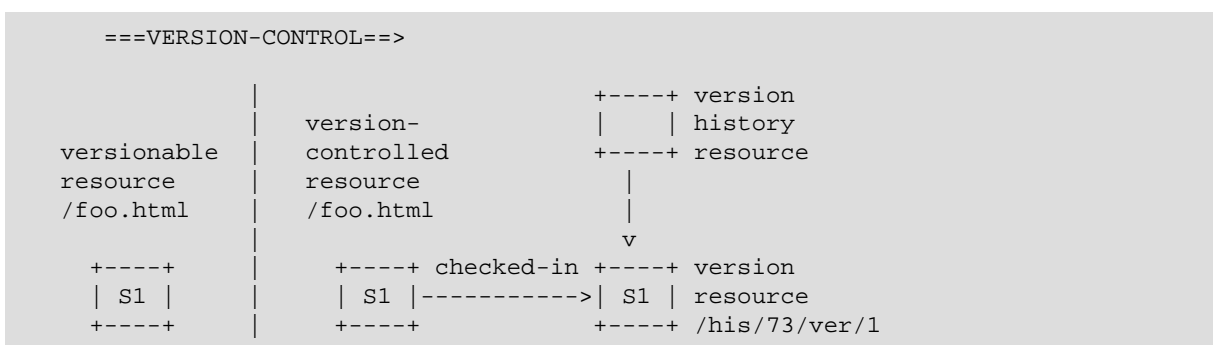 ===VERSION-CONTROL==>
| +----+ version
| version- | | history
versionable | controlled +----+ resource
resource | resource |
/foo.html | /foo.html |
| v
+----+ | +----+ checked-in +----+ version
| S1 | | | S1 |----------->| S1 | resource
+----+ | +----+ +----+ /his/73/ver/1